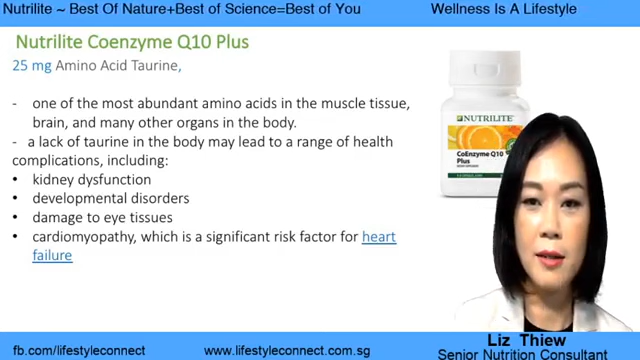 Nutrilite ~ Best Of Nature+Best of Science=Best of You
Wellness Is A Lifestyle
Nutrilite Coenzyme Q10 Plus
25 mg Amino Acid Taurine,
- one of the most abundant amino acids in the muscle tissue,
brain, and many other organs in the body.
- a lack of taurine in the body may lead to a range of health
complications, including:
• kidney dysfunction
• developmental disorders
• damage to eye tissues
• cardiomyopathy, which is a significant risk factor for heart
failure
NUTRILITE
CoEnzyme Q10
Plus
fb.com/lifestyleconnect
www.lifestyleconnect.com.sg
Liz Thiew
Senior Nutrition Consultant